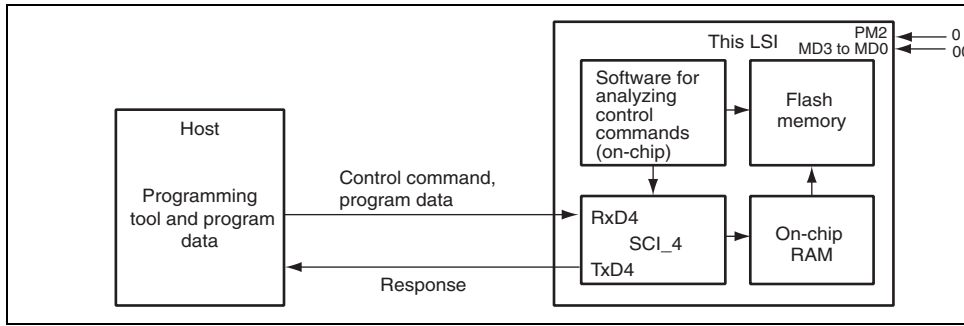 This LSI
PM2
0
MD3 to MD0
Software for
analyzing
control
commands
(on-chip)
Flash
memory
Host
Programming
tool and program
data
Control command,
program data
RxD4
SCI_4
TxD4
On-chip
RAM
Response